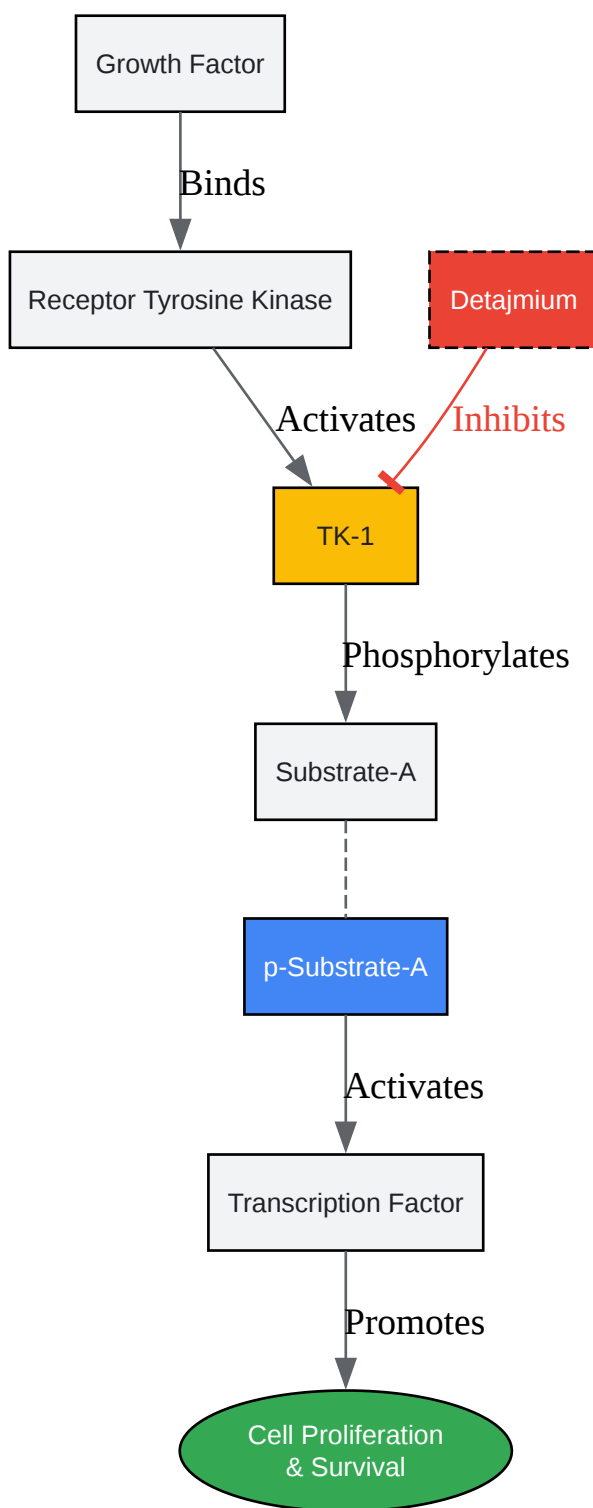 Growth Factor
Binds
Receptor Tyrosine Kinase
Detajmium
Activates
Inhibits
TK-1
Phosphorylates
Substrate-A
p-Substrate-A
Activates
Transcription Factor
Promotes
Cell Proliferation
& Survival